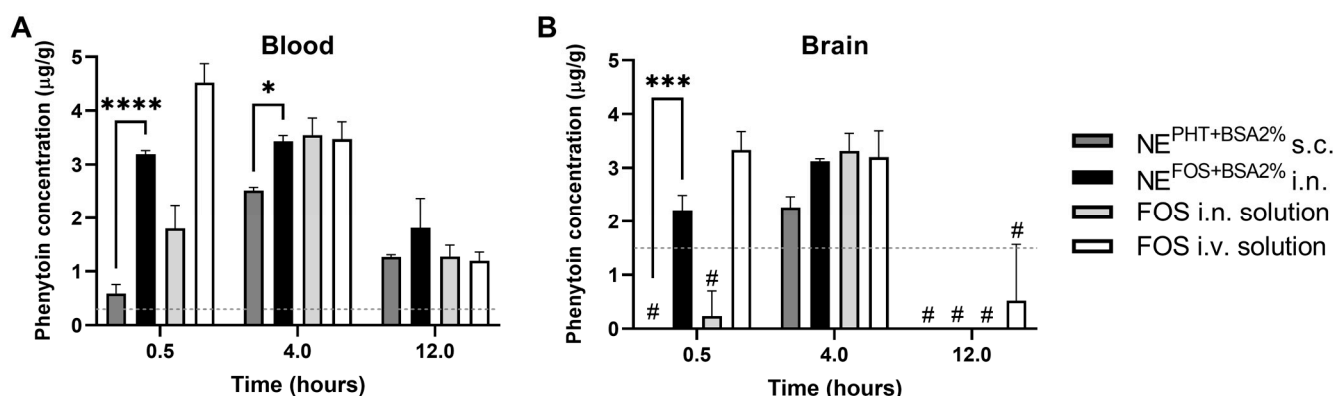 A
Blood
Phenytoin concentration (µg/g)
5
4
3
2
1
0
****
*
0.5
4.0
12.0
Time (hours)
B
Brain
Phenytoin concentration (µg/g)
5
4
3
2
1
0
***
#
#
#
#
#
#
0.5
4.0
12.0
Time (hours)
NE^PHT+BSA2% s.c.
NE^FOS+BSA2% i.n.
FOS i.n. solution
FOS i.v. solution